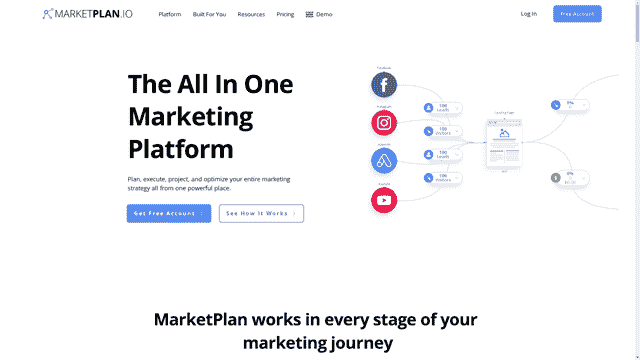 MARKETPLAN.IO
Platform
Built For You
Resources
Pricing
Demo
Log In
Free Account
The All In One
Marketing
Platform
Plan, execute, project, and optimize your entire marketing
strategy all from one powerful place.
Get Free Account
See How It Works
Facebook
Instagram
100
Leads
100
Visitors
100
Leads
100
Visitors
Landing Page
0%
MarketPlan works in every stage of your
marketing journey